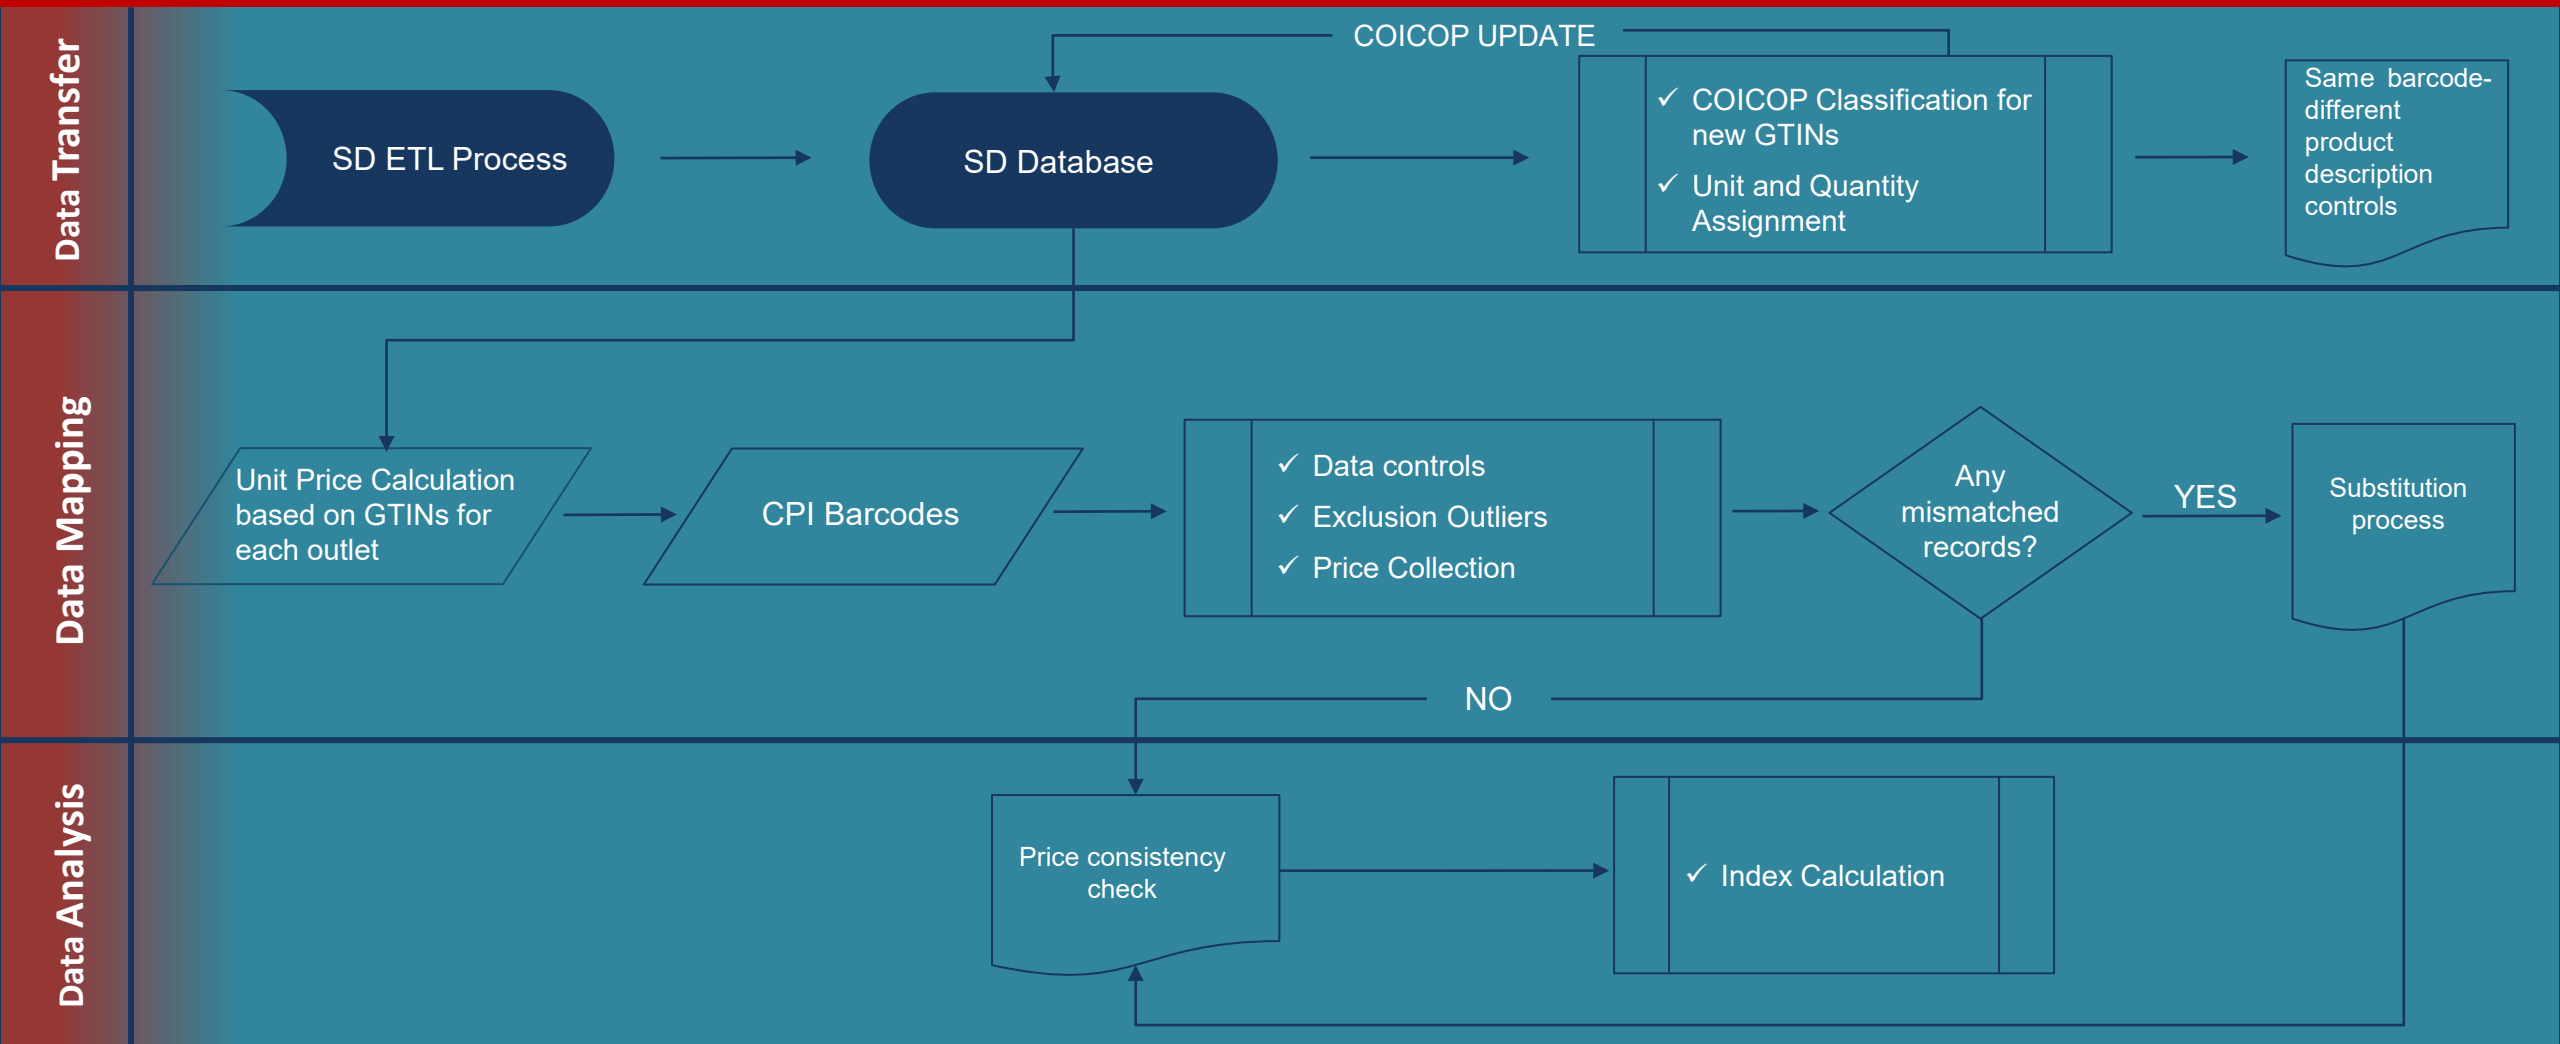 Data Transfer
COICOP UPDATE
SD ETL Process
SD Database
✓ COICOP Classification for
new GTINs
✓ Unit and Quantity
Assignment
Same barcode-
different
product
description
controls
Data Mapping
Unit Price Calculation
based on GTINs for
each outlet
CPI Barcodes
✓ Data controls
✓ Exclusion Outliers
✓ Price Collection
Any
mismatched
records?
YES
Substitution
process
NO
Data Analysis
Price consistency
check
✓ Index Calculation